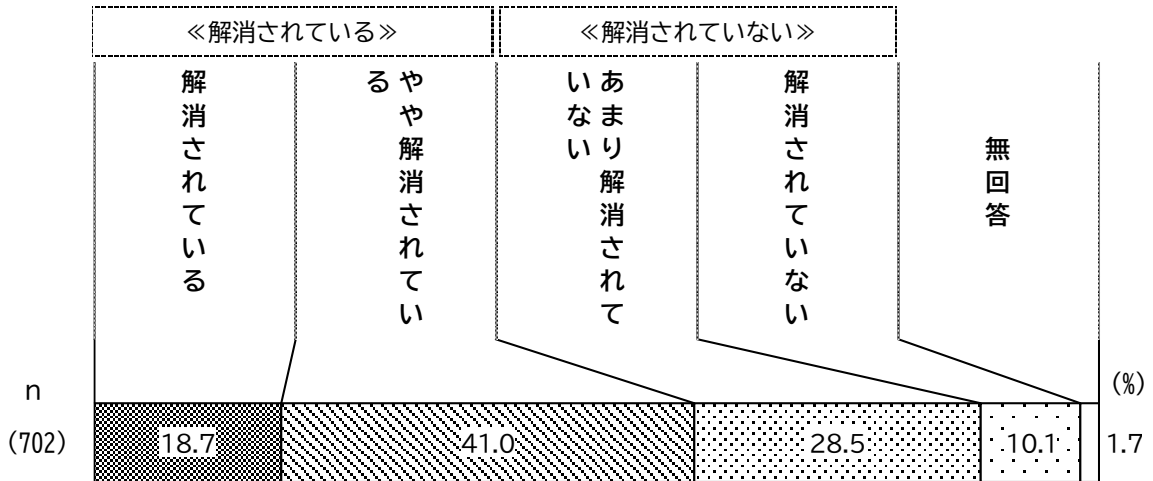 ≪解消されている≫
≪解消されていない≫
解消されている
やや解消されてい
る
あまり解消されて
いない
解消されていない
無回答
n
(%)
(702)
18.7
41.0
28.5
10.1
1.7